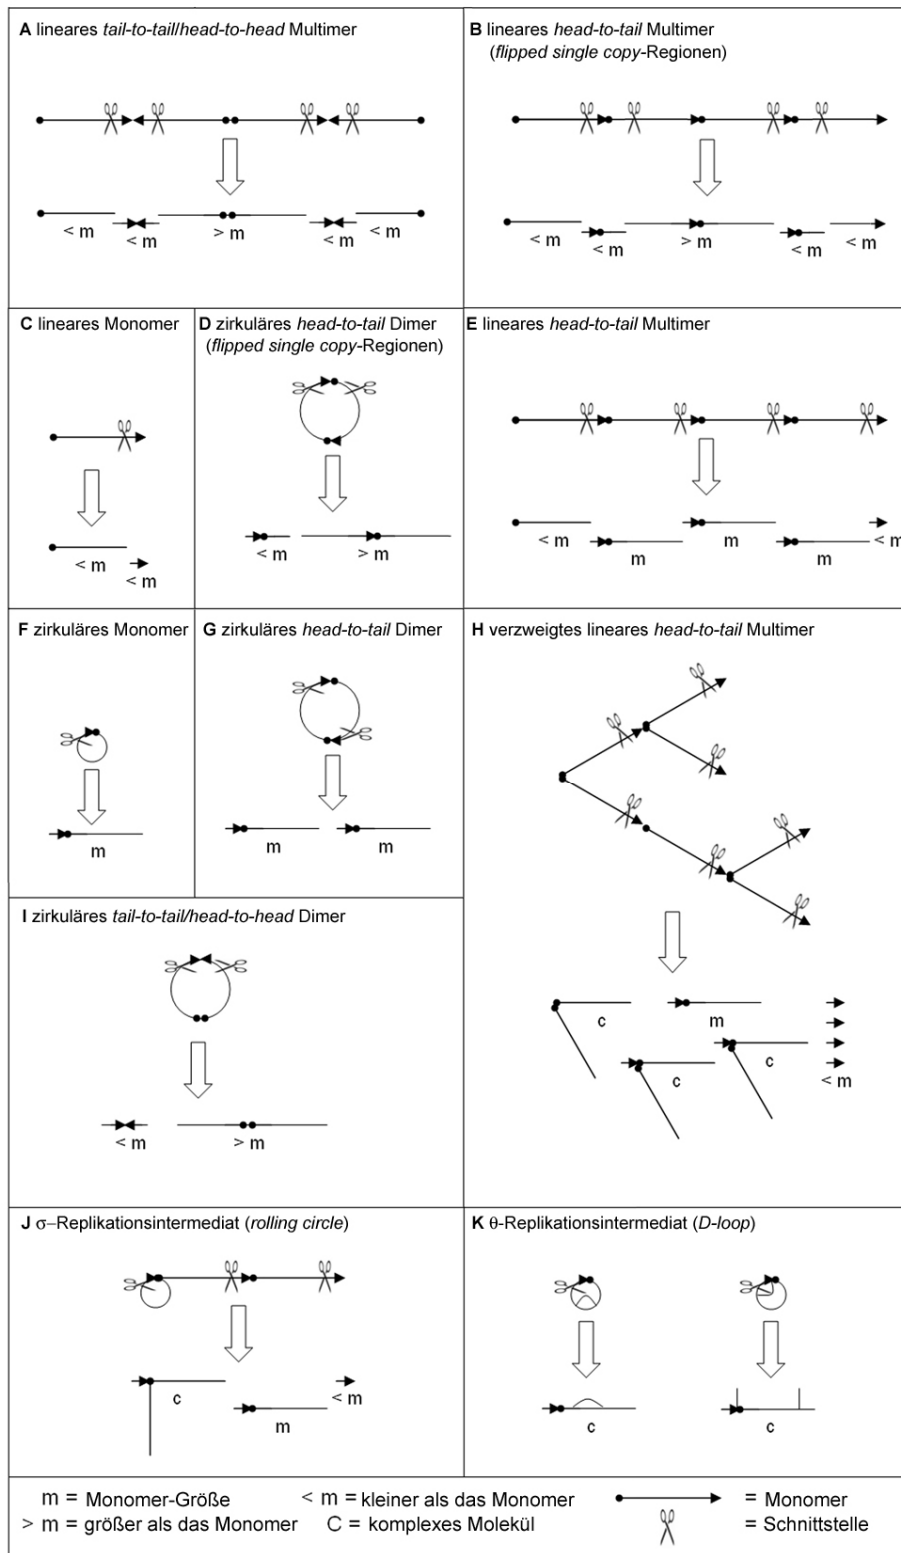 A lineares tail-to-tail/head-to-head Multimer
< m
< m
> m
< m
< m
B lineares head-to-tail Multimer
(flipped single copy-Regionen)
< m
< m
> m
< m
< m
C lineares Monomer
< m
< m
D zirkuläres head-to-tail Dimer
(flipped single copy-Regionen)
< m
> m
E lineares head-to-tail Multimer
< m
m
m
m
< m
F zirkuläres Monomer
m
G zirkuläres head-to-tail Dimer
m
m
H verzweigtes lineares head-to-tail Multimer
c
m
c
c
< m
I zirkuläres tail-to-tail/head-to-head Dimer
< m
> m
J σ–Replikationsintermediat (rolling circle)
c
m
< m
K θ-Replikationsintermediat (D-loop)
c
c
m = Monomer-Größe
< m = kleiner als das Monomer
= Monomer
> m = größer als das Monomer
C = komplexes Molekül
= Schnittstelle